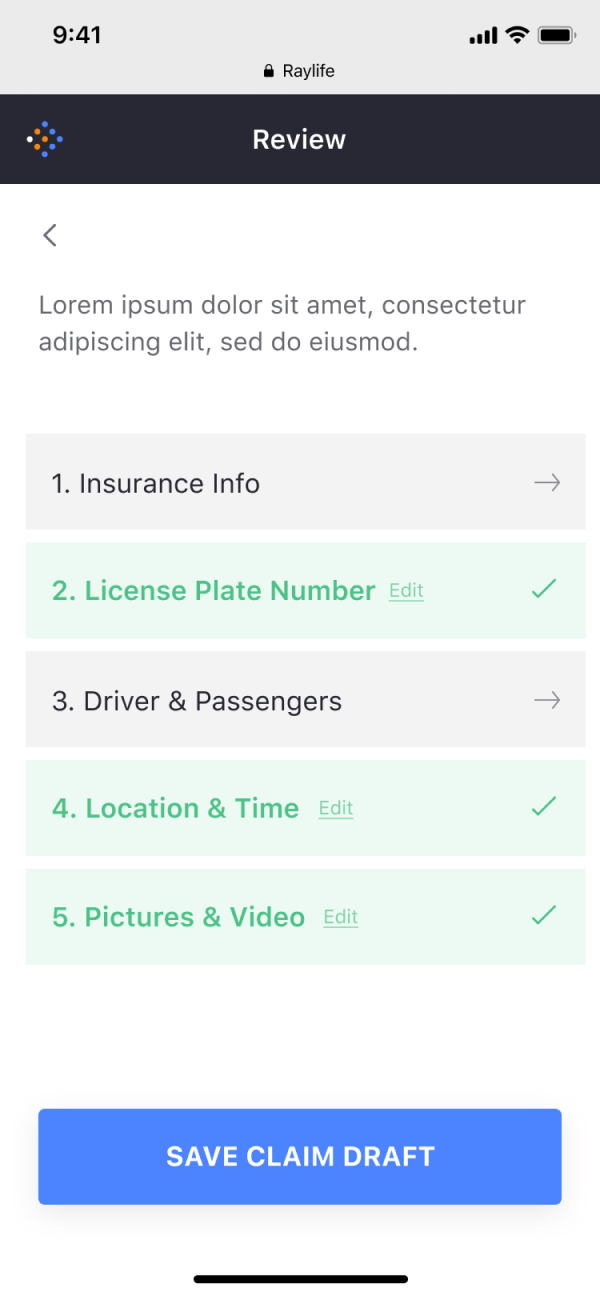 9:41
Raylife
Review
Lorem ipsum dolor sit amet, consectetur
adipiscing elit, sed do eiusmod.
1. Insurance Info
2. License Plate Number Edit
3. Driver & Passengers
4. Location & Time Edit
5. Pictures & Video Edit
SAVE CLAIM DRAFT